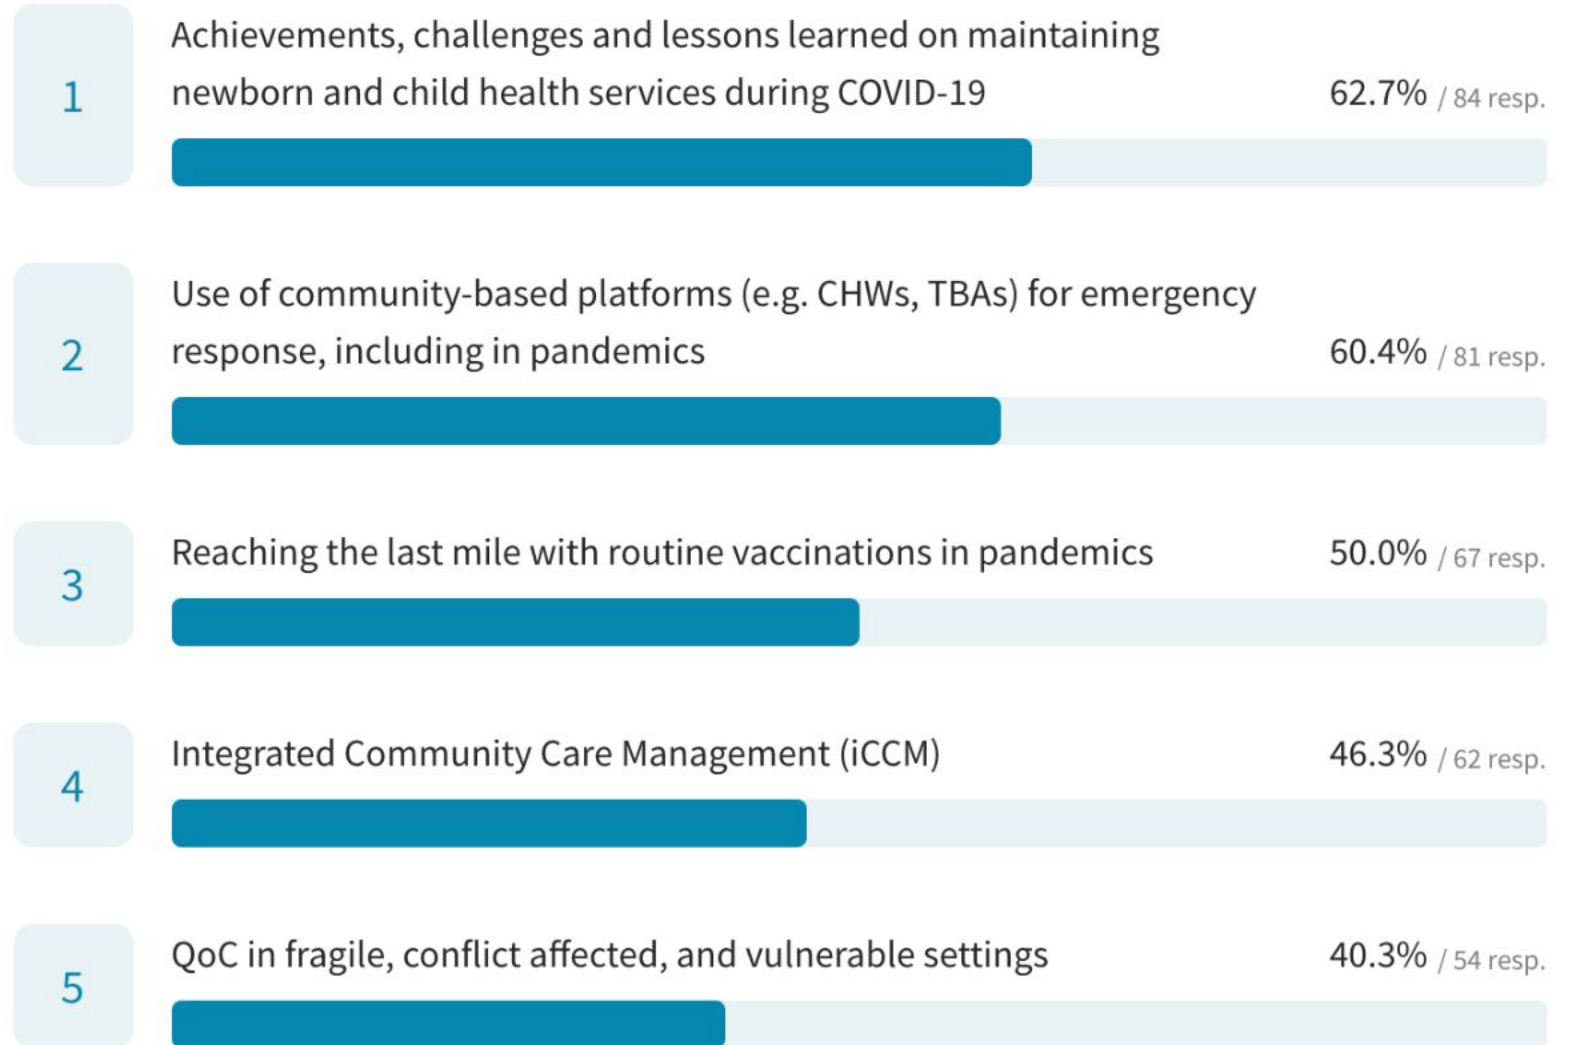 1
Achievements, challenges and lessons learned on maintaining
newborn and child health services during COVID-19
62.7% / 84 resp.
2
Use of community-based platforms (e.g. CHWs, TBAs) for emergency
response, including in pandemics
60.4% / 81 resp.
3
Reaching the last mile with routine vaccinations in pandemics
50.0% / 67 resp.
4
Integrated Community Care Management (iCCM)
46.3% / 62 resp.
5
QoC in fragile, conflict affected, and vulnerable settings
40.3% / 54 resp.